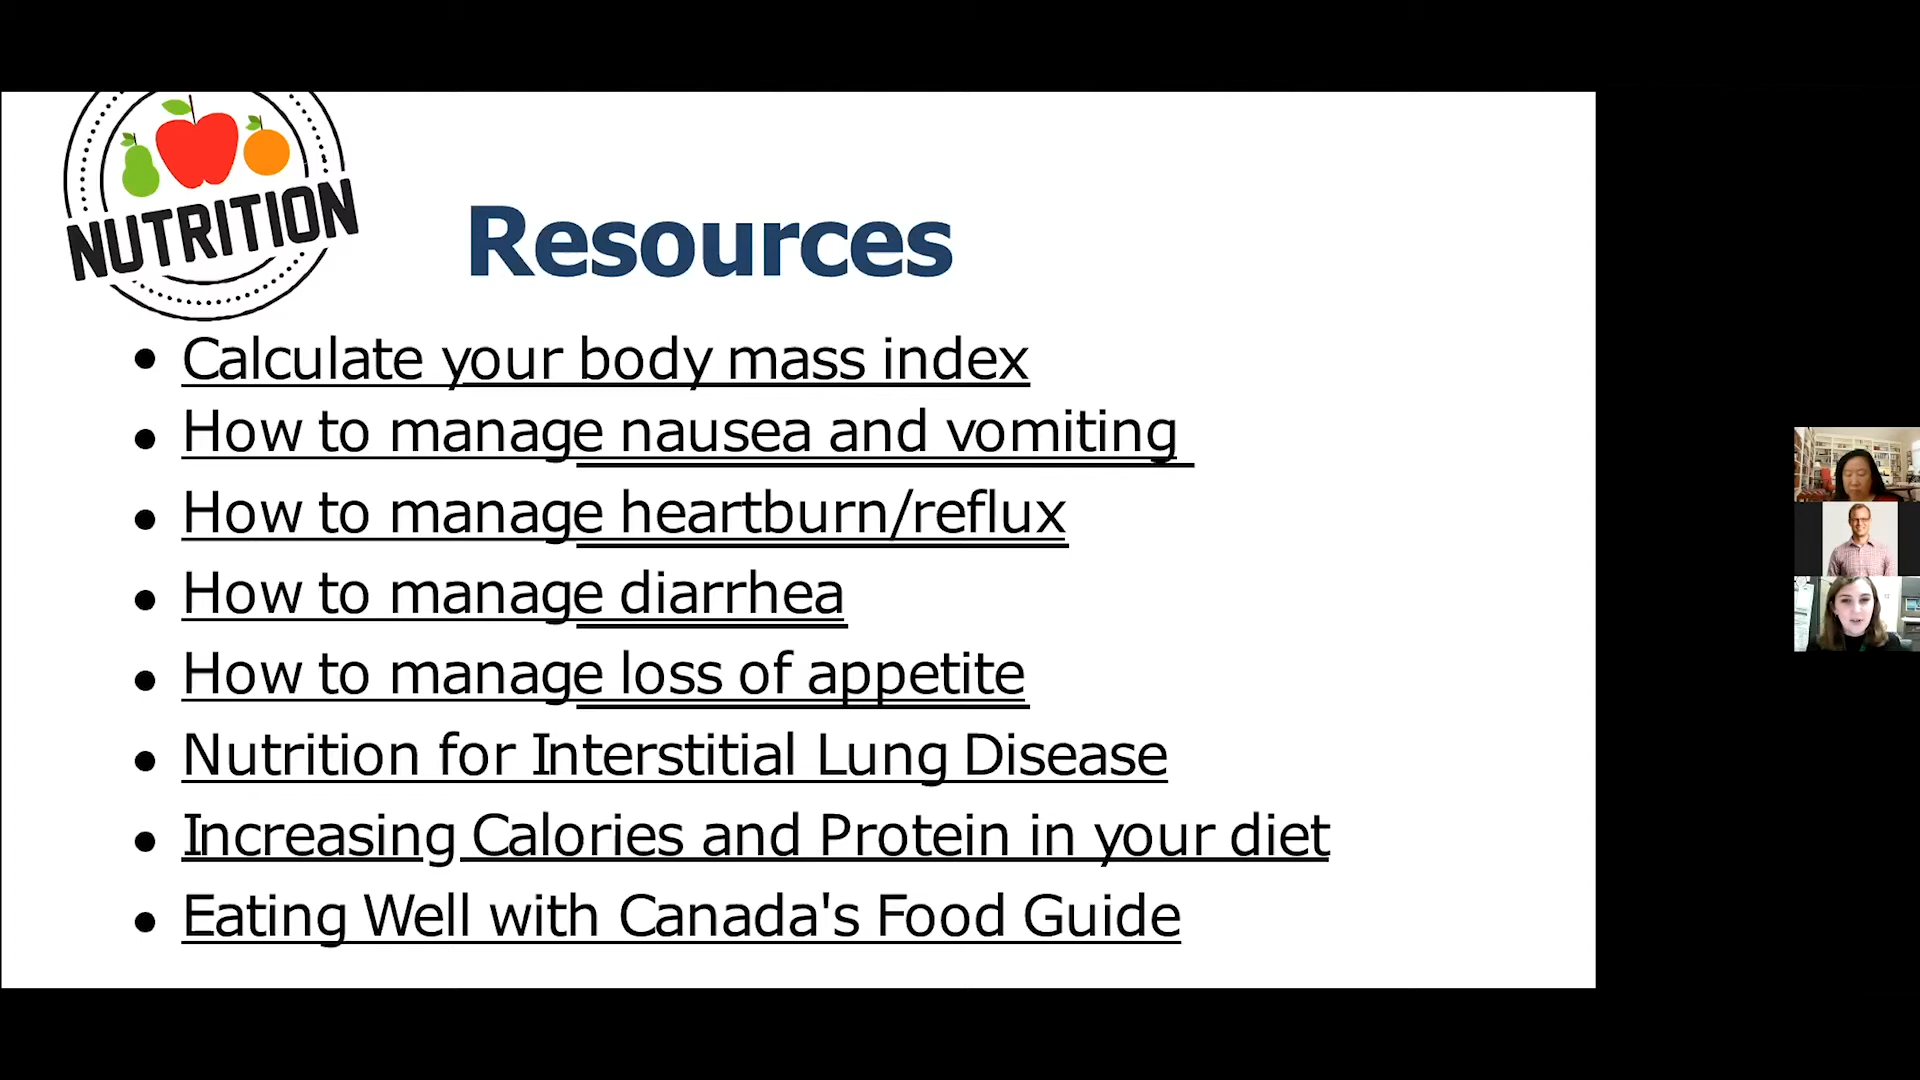 NUTRITION
Resources
• Calculate your body mass index
• How to manage nausea and vomiting
• How to manage heartburn/reflux
• How to manage diarrhea
• How to manage loss of appetite
• Nutrition for Interstitial Lung Disease
• Increasing Calories and Protein in your diet
• Eating Well with Canada's Food Guide